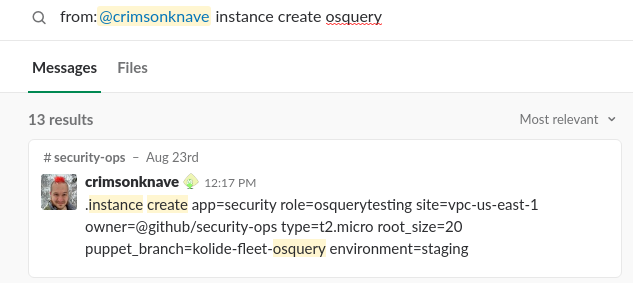 from:@crimsonknave instance create osquery
Messages Files
13 results Most relevant
# security-ops – Aug 23rd
crimsonknave 12:17 PM
.instance create app=security role=osquerytesting site=vpc-us-east-1
owner=@github/security-ops type=t2.micro root_size=20
puppet_branch=kolide-fleet-osquery environment=staging